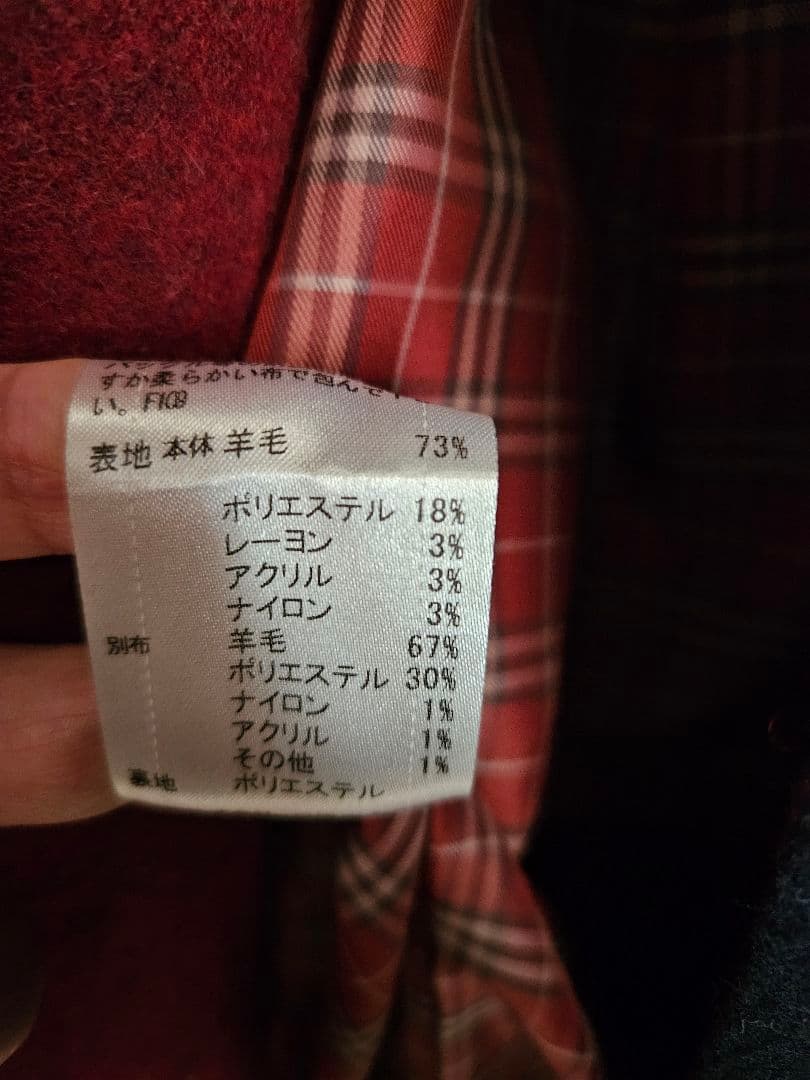 すか柔らかい布で包んで
い。FK09
表地 本体 羊毛 73%
ポリエステル 18%
レーヨン 3%
アクリル 3%
ナイロン 3%
別布 羊毛 67%
ポリエステル 30%
ナイロン 1%
アクリル 1%
その他 1%
裏地 ポリエステル